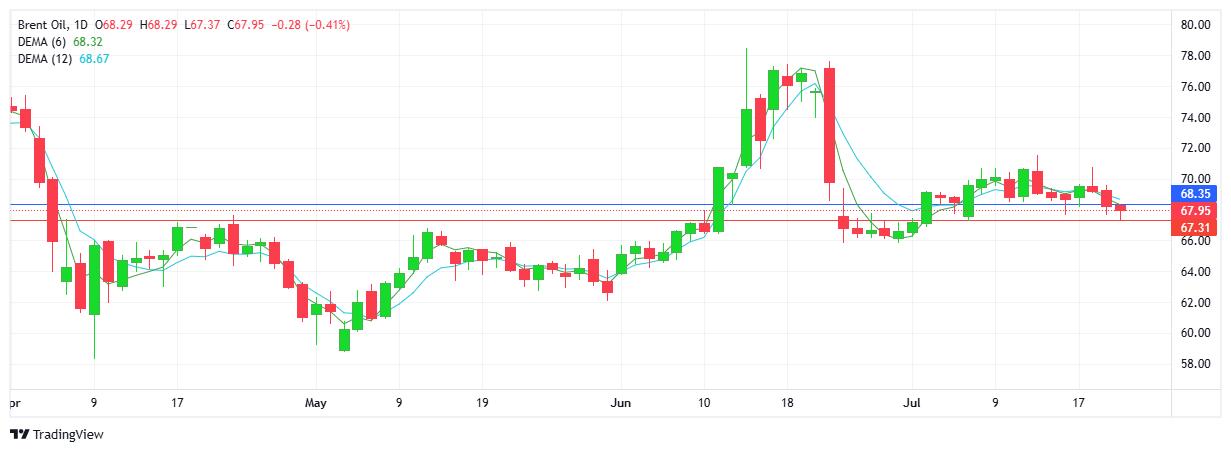 Brent Oil, 1D O68.29 H68.29 L67.37 C67.95 −0.28 (−0.41%)
DEMA (6) 68.32
DEMA (12) 68.67
80.00
78.00
76.00
74.00
72.00
70.00
68.35
67.95
67.31
66.00
64.00
62.00
60.00
58.00
pr 9 17 May 9 19 Jun 10 18 Jul 9 17
TradingView